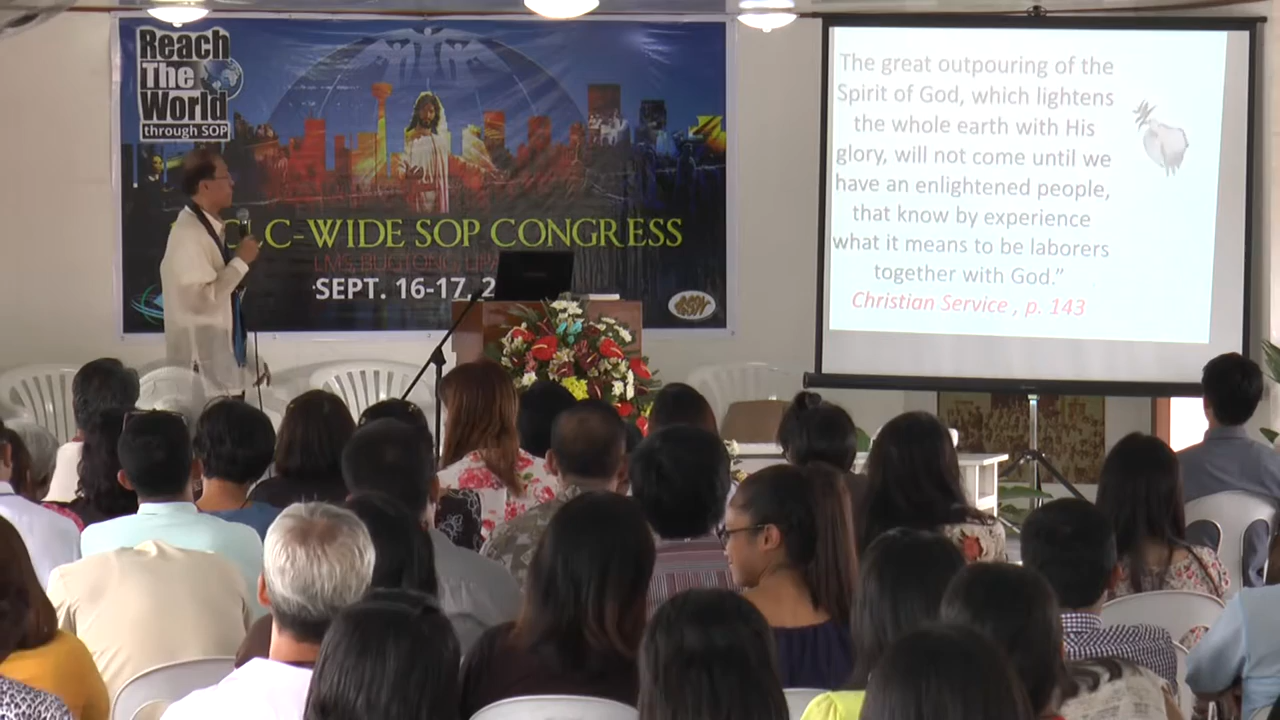 Reach
The
World
through SOP
C-WIDE SOP CONGRESS
SEPT. 16-17, 2
The great outpouring of the
Spirit of God, which lightens
the whole earth with His
glory, will not come until we
have an enlightened people,
that know by experience
what it means to be laborers
together with God.”
Christian Service , p. 143